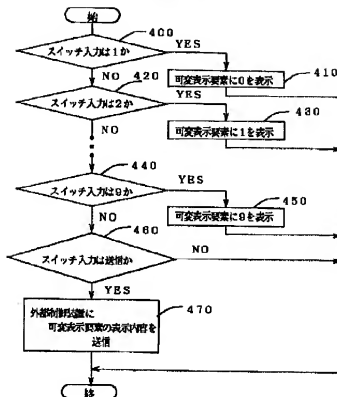 始
400
スイッチ入力は1か
YES
NO
可変表示要素に0を表示
410
420
スイッチ入力は2か
YES
NO
可変表示要素に1を表示
430
440
スイッチ入力は9か
YES
NO
可変表示要素に9を表示
450
460
スイッチ入力は送信か
NO
YES
外部制御装置に
可変表示要素の表示内容を
送信
470
終